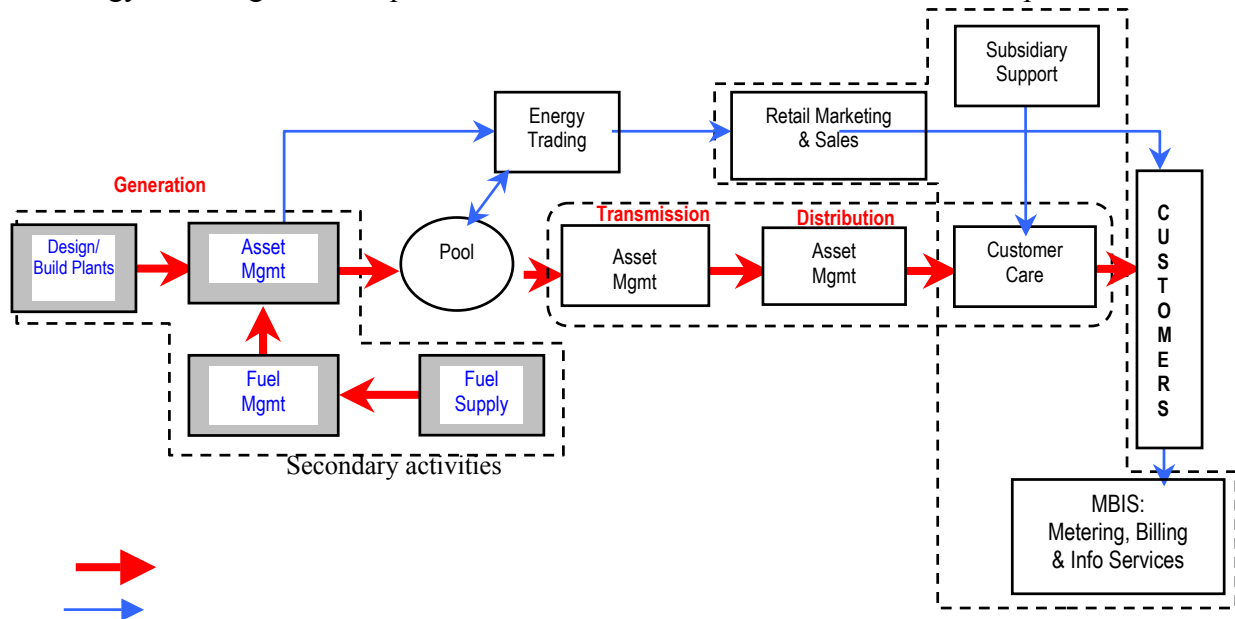 Subsidiary
Support
Energy
Trading
Retail Marketing
& Sales
Generation
Transmission
Distribution
Design/
Build Plants
Asset
Mgmt
Pool
Asset
Mgmt
Asset
Mgmt
Customer
Care
CUSTOMERS
Fuel
Mgmt
Fuel
Supply
Secondary activities
MBIS:
Metering, Billing
& Info Services